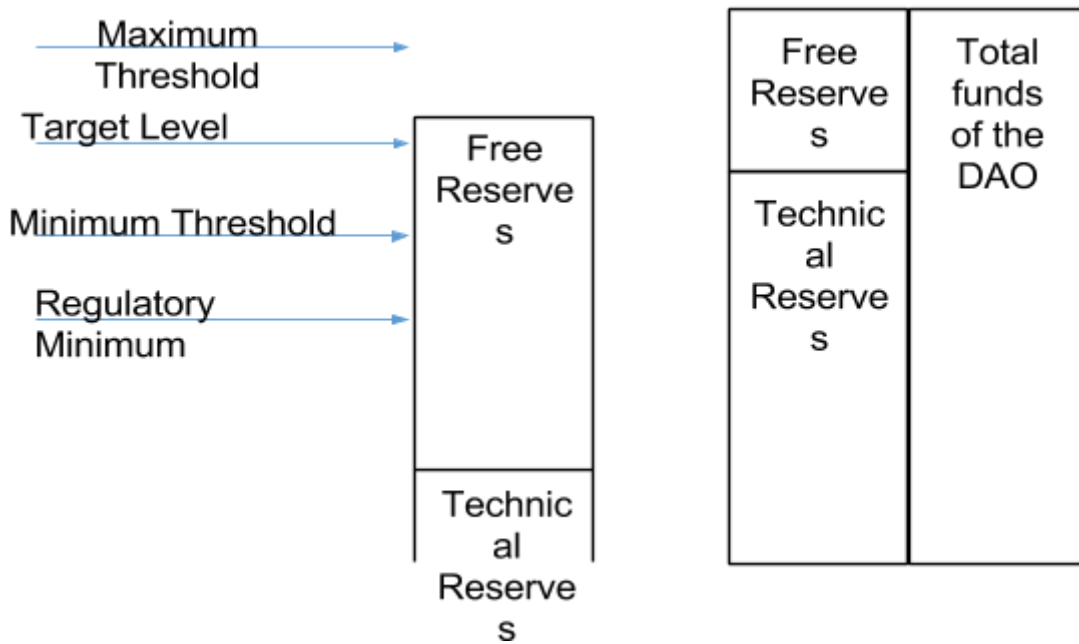 Maximum
Threshold
Target Level
Minimum Threshold
Regulatory
Minimum
Free
Reserve
s
Technic
al
Reserve
s
Free
Reserve
s
Technic
al
Reserve
s
Total
funds
of the
DAO